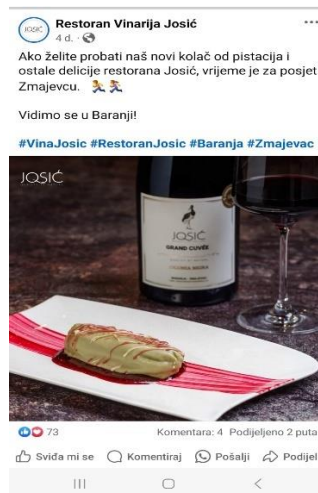 JOSIĆ
Restoran Vinarija Josić
4 d.
Ako želite probati naš novi kolač od pistacija i
ostale delicije restorana Josić, vrijeme je za posjet
Zmajevcu.
Vidimo se u Baranji!
#VinaJosic #RestoranJosic #Baranja #Zmajevac
JOSIĆ
JOSIĆ
GRAND CUVÉE
73
Komentara: 4 Podijeljeno 2 puta
Sviđa mi se Komentiraj Pošalji Podijel